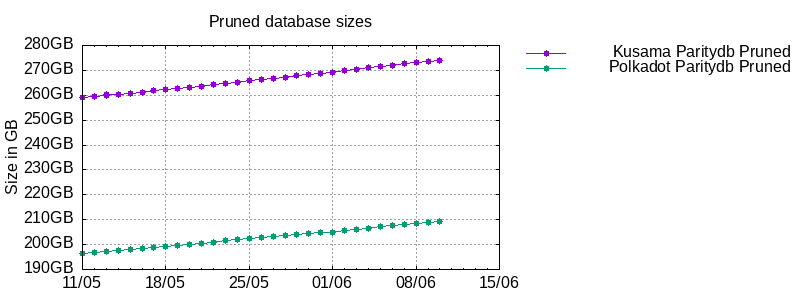 Pruned database sizes
Kusama Paritydb Pruned
Polkadot Paritydb Pruned
Size in GB
280GB
270GB
260GB
250GB
240GB
230GB
220GB
210GB
200GB
190GB
11/05 18/05 25/05 01/06 08/06 15/06